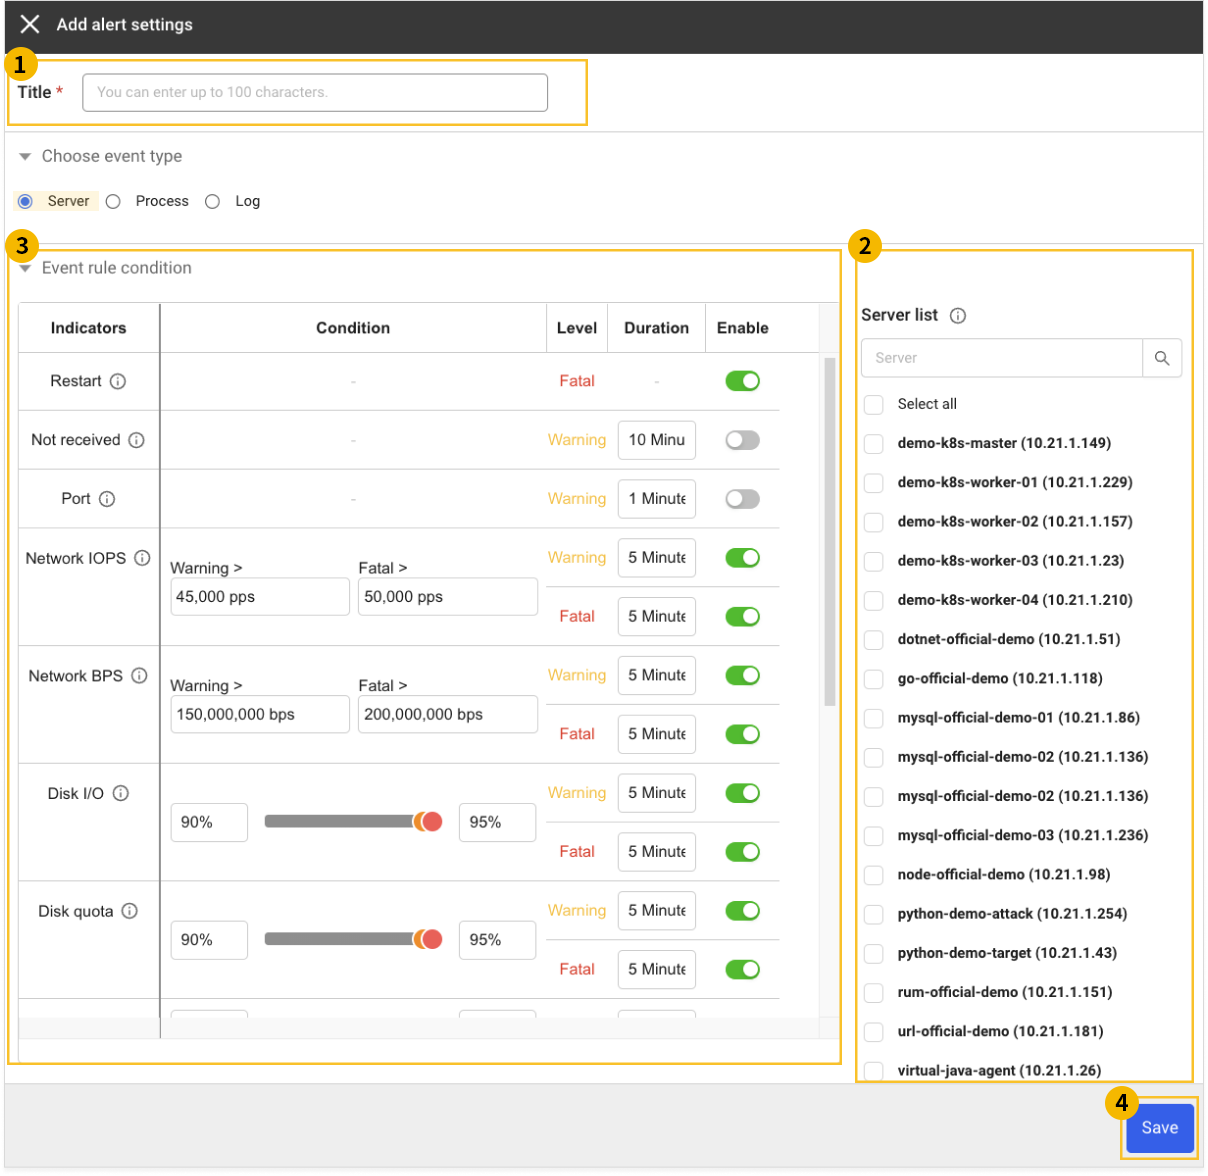 Add alert settings
1
Title *
You can enter up to 100 characters.
Choose event type
Server
Process
Log
3
Event rule condition
Indicators
Condition
Level
Duration
Enable
Restart
-
Fatal
-
Not received
-
Warning
10 Minu
Port
-
Warning
1 Minute
Network IOPS
Warning >
Fatal >
45,000 pps
50,000 pps
Warning
5 Minute
Fatal
5 Minute
Network BPS
Warning >
Fatal >
150,000,000 bps
200,000,000 bps
Warning
5 Minute
Fatal
5 Minute
Disk I/O
90%
95%
Warning
5 Minute
Fatal
5 Minute
Disk quota
90%
95%
Warning
5 Minute
Fatal
5 Minute
2
Server list
Server
Select all
demo-k8s-master (10.21.1.149)
demo-k8s-worker-01 (10.21.1.229)
demo-k8s-worker-02 (10.21.1.157)
demo-k8s-worker-03 (10.21.1.23)
demo-k8s-worker-04 (10.21.1.210)
dotnet-official-demo (10.21.1.51)
go-official-demo (10.21.1.118)
mysql-official-demo-01 (10.21.1.86)
mysql-official-demo-02 (10.21.1.136)
mysql-official-demo-02 (10.21.1.136)
mysql-official-demo-03 (10.21.1.236)
node-official-demo (10.21.1.98)
python-demo-attack (10.21.1.254)
python-demo-target (10.21.1.43)
rum-official-demo (10.21.1.151)
url-official-demo (10.21.1.181)
virtual-java-agent (10.21.1.26)
4
Save